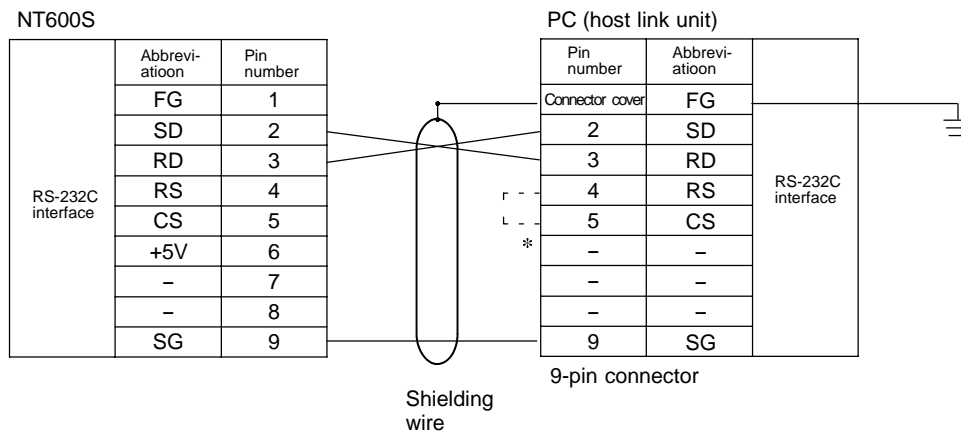 NT600S
PC (host link unit)
Abbrevi-
atioon
Pin
number
FG 1
SD 2
RD 3
RS 4
CS 5
+5V 6
– 7
– 8
SG 9
RS-232C
interface
Pin
number
Abbrevi-
atioon
Connector cover FG
2 SD
3 RD
4 RS
5 CS
*
– –
– –
– –
9 SG
RS-232C
interface
9-pin connector
Shielding
wire